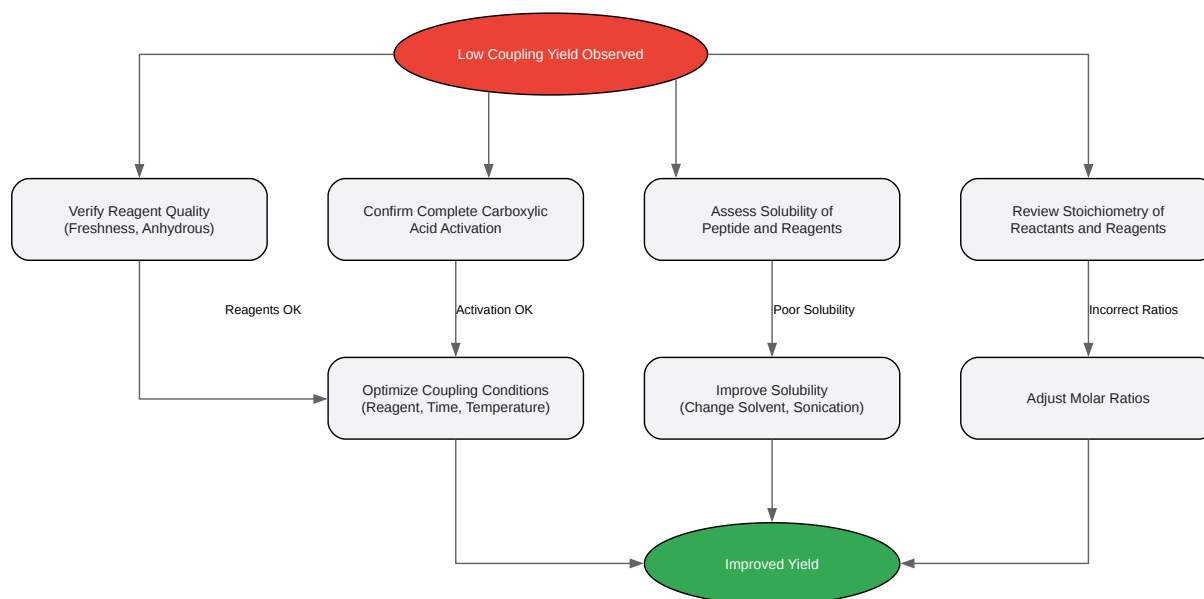 Low Coupling Yield Observed
Verify Reagent Quality
(Freshness, Anhydrous)
Confirm Complete Carboxylic
Acid Activation
Assess Solubility of
Peptide and Reagents
Review Stoichiometry of
Reactants and Reagents
Reagents OK
Activation OK
Poor Solubility
Incorrect Ratios
Optimize Coupling Conditions
(Reagent, Time, Temperature)
Improve Solubility
(Change Solvent, Sonication)
Adjust Molar Ratios
Improved Yield